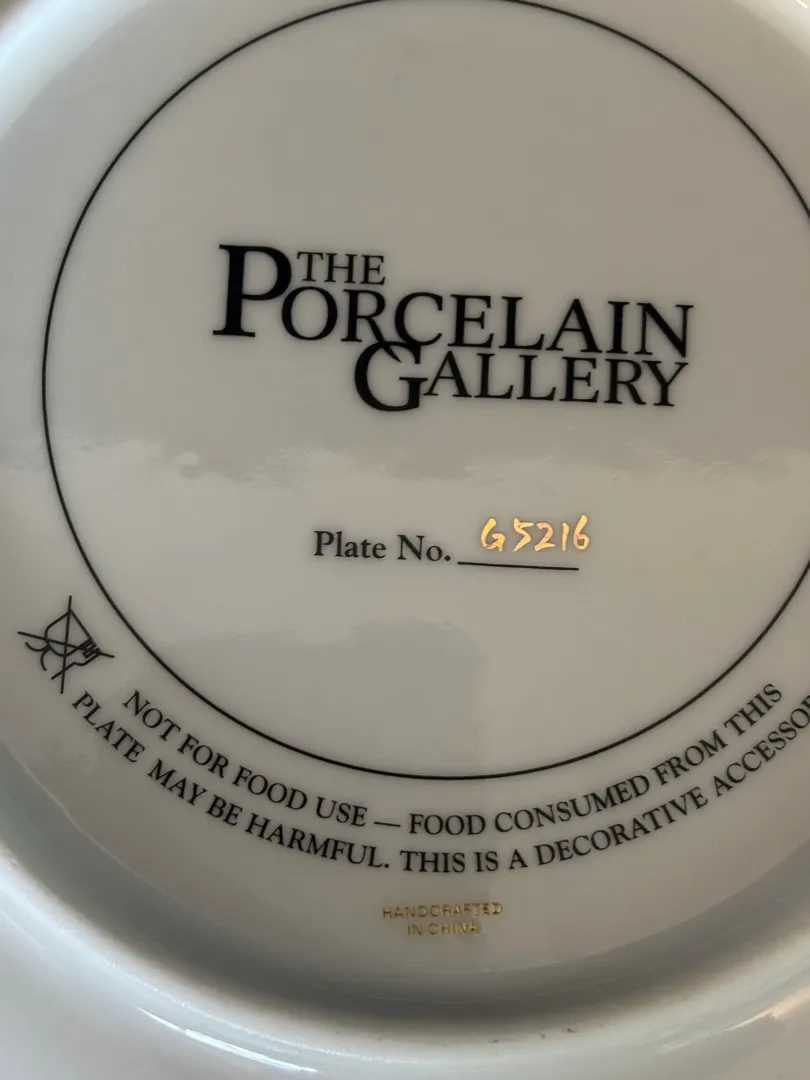 THE
PORCELAIN
GALLERY
Plate No. G5216
NOT FOR FOOD USE — FOOD CONSUMED FROM THIS
PLATE MAY BE HARMFUL. THIS IS A DECORATIVE
HANDCRAFTED
IN CHINA